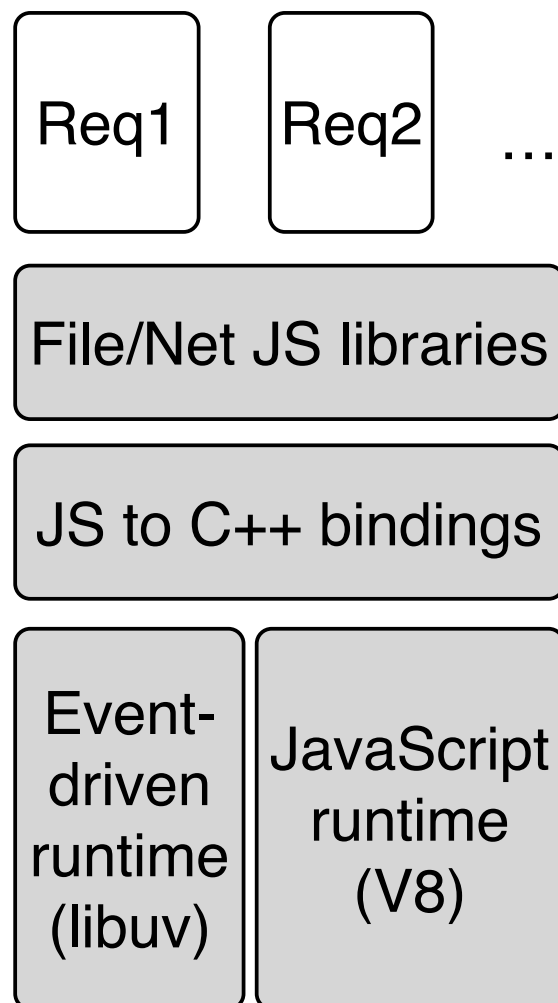 Req1
Req2
...
File/Net JS libraries
JS to C++ bindings
Event-
driven
runtime
(libuv)
JavaScript
runtime
(V8)